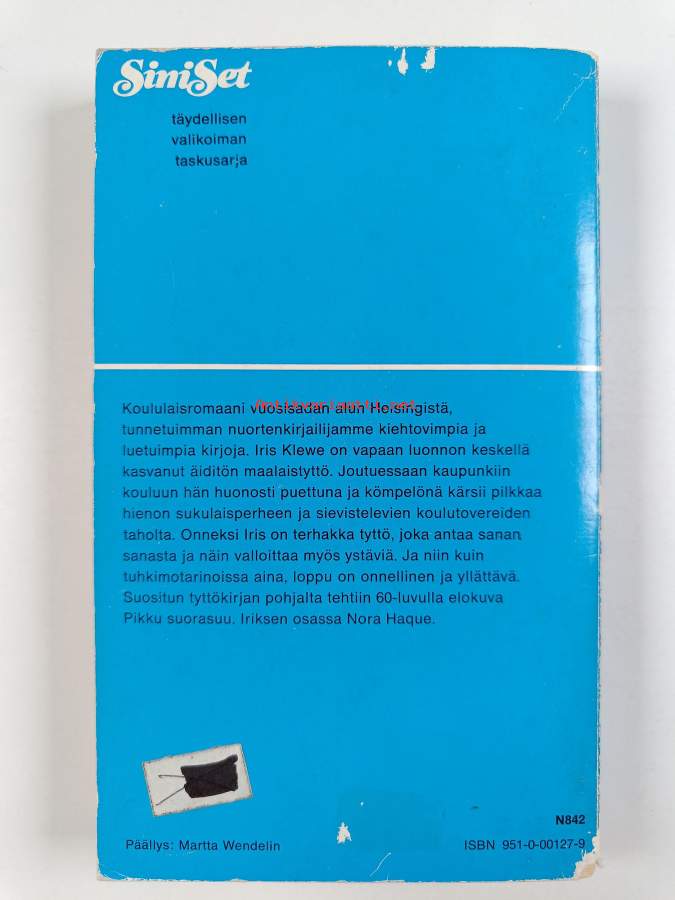 SiniSet
täydellisen
valikoiman
taskusarja
Antikvariaatti.net
Koululaisromaani vuosisadan alun Helsingistä,
tunnetuimman nuortenkirjailijamme kiehtovimpia ja
luetuimpia kirjoja. Iris Klewe on vapaan luonnon keskellä
kasvanut äiditön maalaistyttö. Joutuessaan kaupunkiin
kouluun hän huonosti puettuna ja kömpelönä kärsii pilkkaa
hienon sukulaisperheen ja sievistelevien koulutovereiden
taholta. Onneksi Iris on terhakka tyttö, joka antaa sanan
sanasta ja näin valloittaa myös ystäviä. Ja niin kuin
tuhkimotarinoissa aina, loppu on onnellinen ja yllättävä.
Suositun tyttökirjan pohjalta tehtiin 60-luvulla elokuva
Pikku suorasuu. Iriksen osassa Nora Haque.
N842
Päällys: Martta Wendelin
ISBN 951-0-00127-9